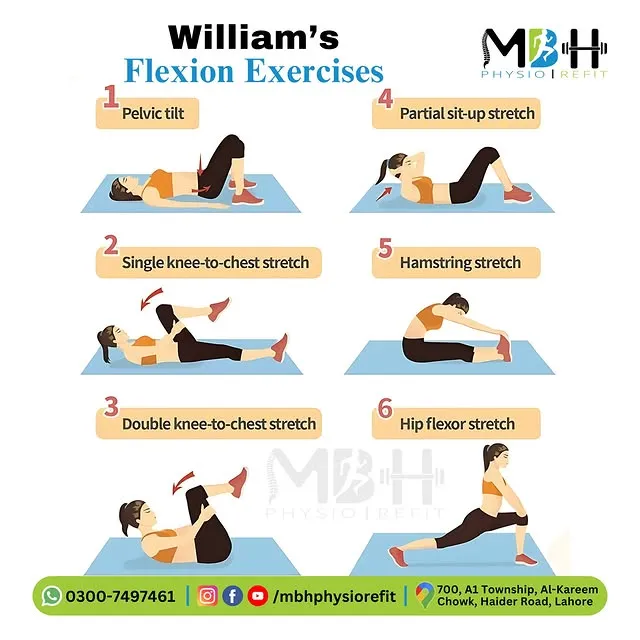 William's
Flexion Exercises
MBH
PHYSIO | REFIT
1
Pelvic tilt
4
Partial sit-up stretch
2
Single knee-to-chest stretch
5
Hamstring stretch
3
Double knee-to-chest stretch
6
Hip flexor stretch
MBH
PHYSIO | REFIT
0300-7497461 | /mbhphysiorefit | 700, A1 Township, Al-Kareem
Chowk, Haider Road, Lahore